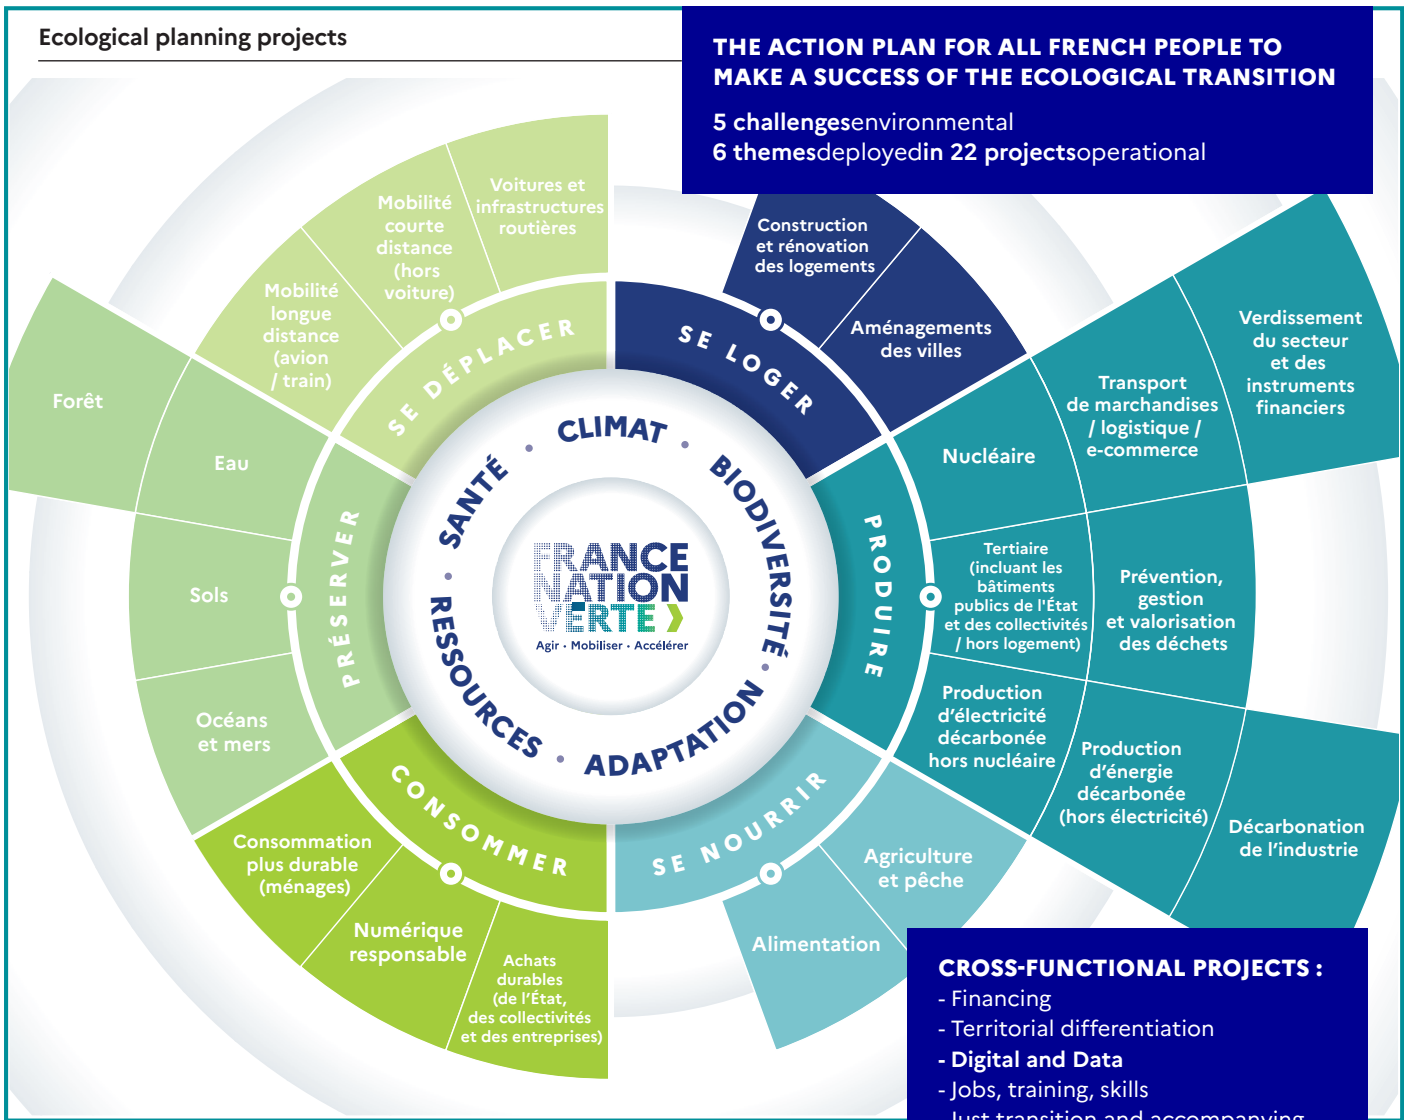 Ecological planning projects
THE ACTION PLAN FOR ALL FRENCH PEOPLE TO
MAKE A SUCCESS OF THE ECOLOGICAL TRANSITION
5 challengesenvironmental
6 themesdeployedin 22 projectsoperational
Voitures et
infrastructures
routières
Mobilité
courte
distance
(hors
voiture)
Mobilité
longue
distance
(avion
/ train)
SE DÉPLACER
Construction
et rénovation
des logements
Aménagements
des villes
SE LOGER
Forêt
Eau
Sols
Océans
et mers
PRÉSERVER
Nucléaire
Transport
de marchandises
/ logistique /
e-commerce
Verdissement
du secteur
et des
instruments
financiers
Tertiaire
(incluant les
bâtiments
publics de l'État
et des collectivités
/ hors logement)
Prévention,
gestion
et valorisation
des déchets
Production
d'électricité
décarbonée
hors nucléaire
Production
d'énergie
décarbonée
(hors électricité)
Décarbonation
de l'industrie
PRODUIRE
SANTÉ • CLIMAT • BIODIVERSITÉ • ADAPTATION • RESSOURCES •
FRANCE
NATION
VERTE
Agir • Mobiliser • Accélérer
CONSOMMER
Consommation
plus durable
(ménages)
Numérique
responsable
Achats
durables
(de l'État,
des collectivités
et des entreprises)
SE NOURRIR
Agriculture
et pêche
Alimentation
CROSS-FUNCTIONAL PROJECTS :
- Financing
- Territorial differentiation
- Digital and Data
- Jobs, training, skills
- Just transition and accompanying